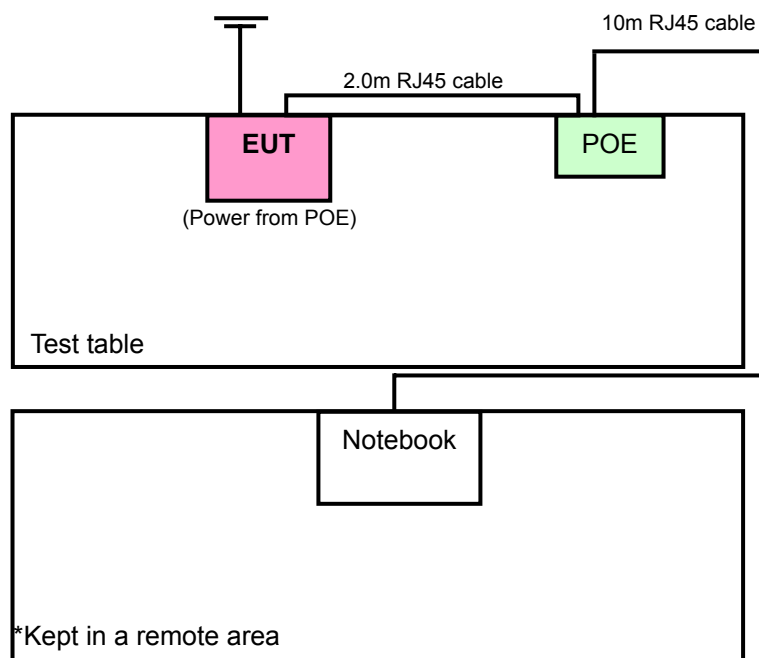 10m RJ45 cable
2.0m RJ45 cable
EUT
POE
(Power from POE)
Test table
Notebook
*Kept in a remote area